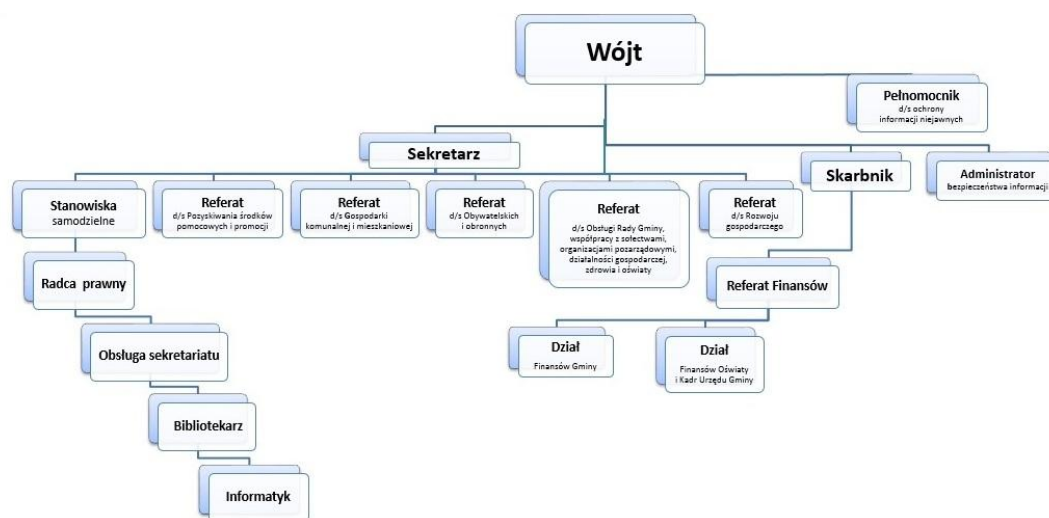 Wójt
Pełnomocnik
d/s ochrony
informacji niejawnych
Sekretarz
Skarbnik
Administrator
bezpieczeństwa informacji
Stanowiska
samodzielne
Referat
d/s Pozyskiwania środków
pomocowych i promocji
Referat
d/s Gospodarki
komunalnej i mieszkaniowej
Referat
d/s Obywatelskich
i obronnych
Referat
d/s Obsługi Rady Gminy,
współpracy z sołectwami,
organizacjami pozarządowymi,
działalności gospodarczej,
zdrowia i oświaty
Referat
d/s Rozwoju
gospodarczego
Radca prawny
Referat Finansów
Obsługa sekretariatu
Dział
Finansów Gminy
Dział
Finansów Oświaty
i Kadr Urzędu Gminy
Bibliotekarz
Informatyk